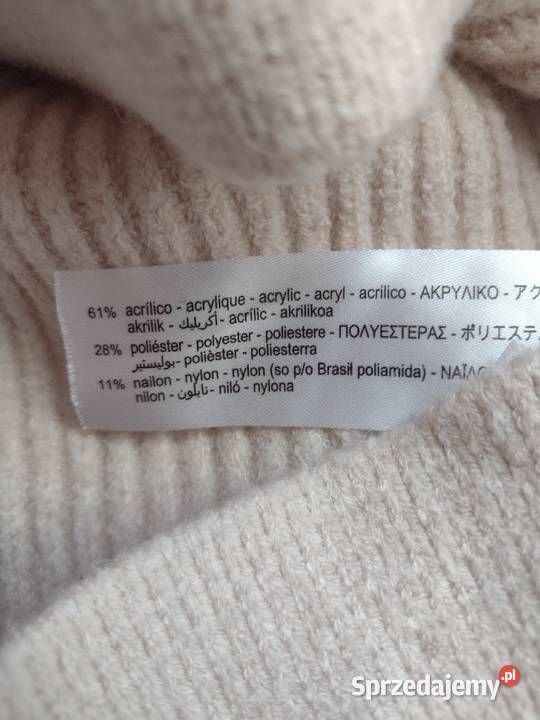 61% acrílico - acrylique - acrylic - acryl - acrilico - ΑΚΡΥΛΙΚΟ - アク
akrilik - أكريليك - acrílic - akrilikoa
28% poliéster - polyester - poliestere - ΠΟΛΥΕΣΤΕΡΑΣ - ポリエステ
بوليستير - polièster - poliesterra
11% nailon - nylon - nylon (so p/o Brasil poliamida) - ΝΑΪΛΟ
nilon - نايلون - niló - nylona
Sprzedajemy.pl